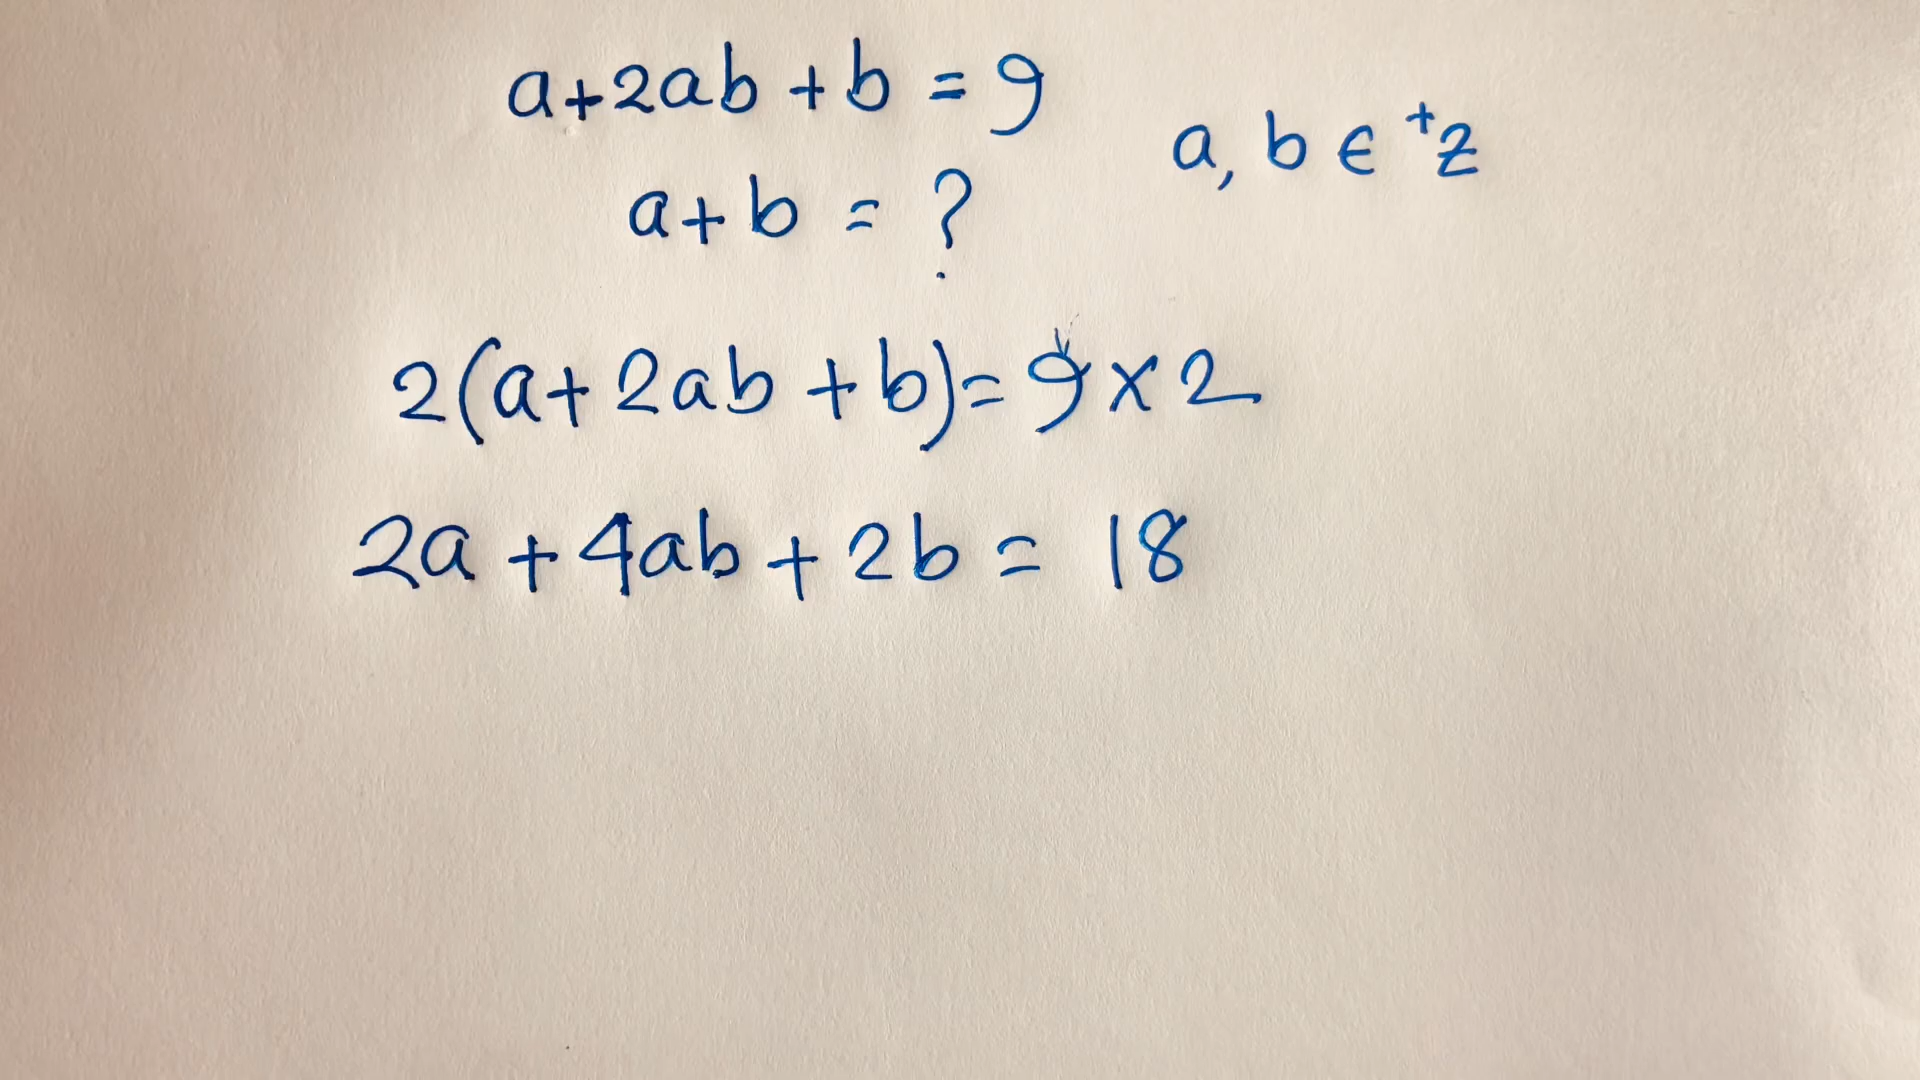 a+2ab+b=9
a,b∈⁺z
a+b=?
2(a+2ab+b)=9×2
2a+4ab+2b=18